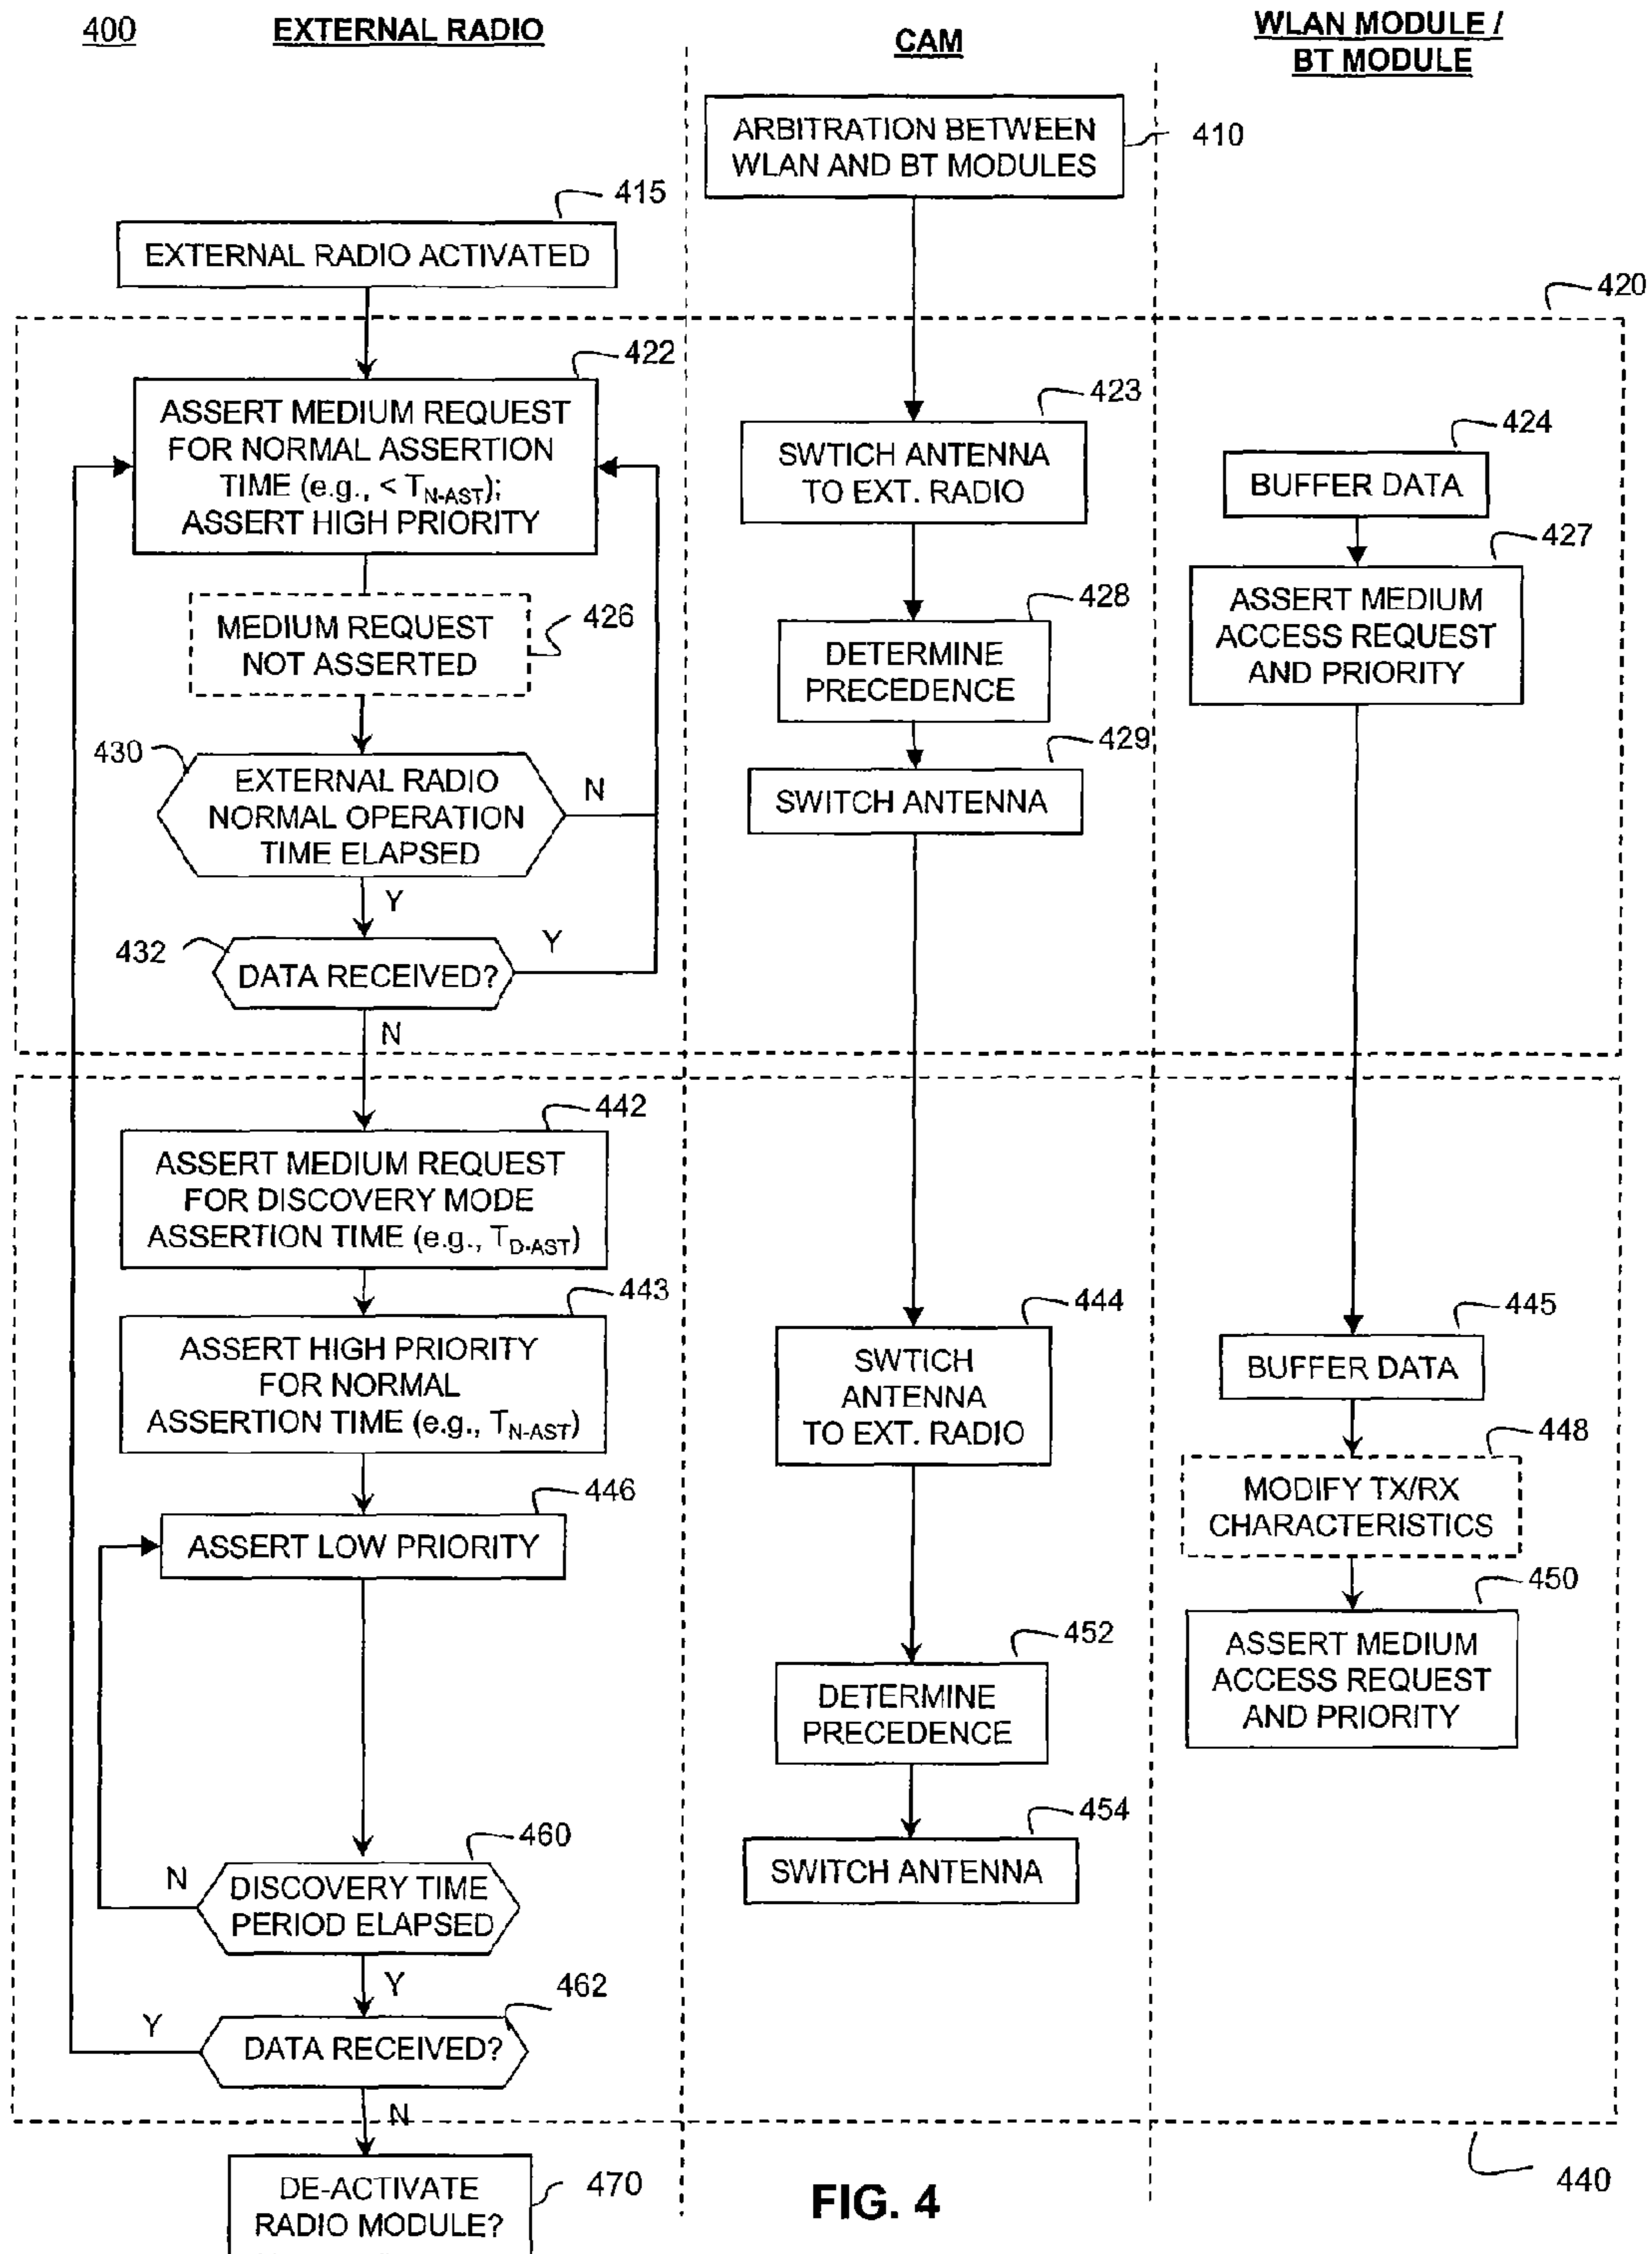 400
EXTERNAL RADIO
CAM
WLAN MODULE /
BT MODULE
ARBITRATION BETWEEN
WLAN AND BT MODULES
410
415
EXTERNAL RADIO ACTIVATED
420
422
ASSERT MEDIUM REQUEST
FOR NORMAL ASSERTION
TIME (e.g., < T_N-AST);
ASSERT HIGH PRIORITY
423
SWTICH ANTENNA
TO EXT. RADIO
424
BUFFER DATA
427
ASSERT MEDIUM
ACCESS REQUEST
AND PRIORITY
MEDIUM REQUEST
NOT ASSERTED
426
428
DETERMINE
PRECEDENCE
429
SWITCH ANTENNA
430
EXTERNAL RADIO
NORMAL OPERATION
TIME ELAPSED
N
Y
432
DATA RECEIVED?
Y
N
442
ASSERT MEDIUM REQUEST
FOR DISCOVERY MODE
ASSERTION TIME (e.g., T_D-AST)
443
ASSERT HIGH PRIORITY
FOR NORMAL
ASSERTION TIME (e.g., T_N-AST)
444
SWTICH
ANTENNA
TO EXT. RADIO
445
BUFFER DATA
448
MODIFY TX/RX
CHARACTERISTICS
446
ASSERT LOW PRIORITY
450
ASSERT MEDIUM
ACCESS REQUEST
AND PRIORITY
452
DETERMINE
PRECEDENCE
454
SWITCH ANTENNA
460
N
DISCOVERY TIME
PERIOD ELAPSED
Y
462
Y
DATA RECEIVED?
N
440
DE-ACTIVATE
RADIO MODULE?
470
FIG. 4